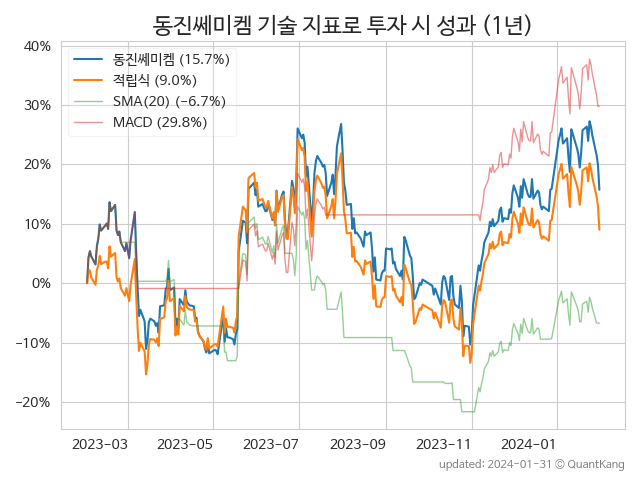 동진쎄미켐 기술 지표로 투자 시 성과 (1년)
40%
30%
20%
10%
0%
−10%
−20%
동진쎄미켐 (15.7%)
적립식 (9.0%)
SMA(20) (−6.7%)
MACD (29.8%)
2023-03
2023-05
2023-07
2023-09
2023-11
2024-01
updated: 2024-01-31 © QuantKang